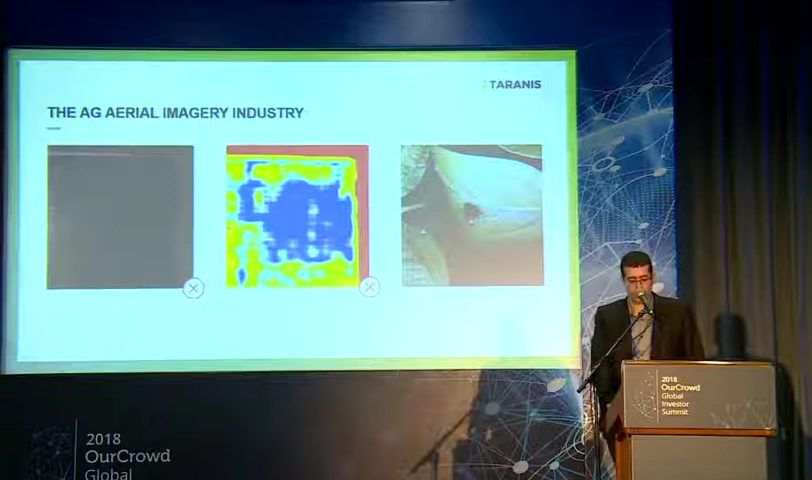 TARANIS
THE AG AERIAL IMAGERY INDUSTRY
2018
OurCrowd
Global
Investor
Summit
2018
OurCrowd
Global